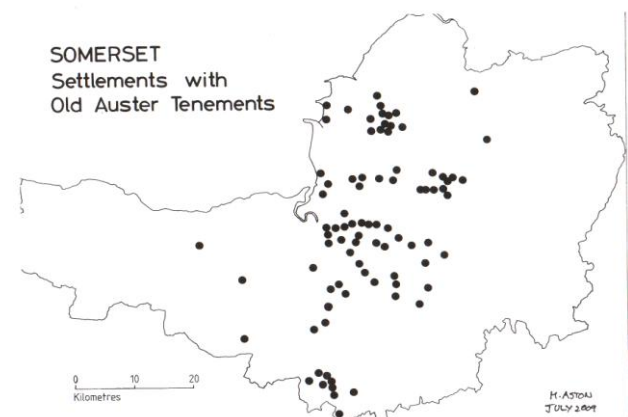 SOMERSET
Settlements with
Old Auster Tenements
0 10 20
Kilometres
M. ASTON
JULY 2009